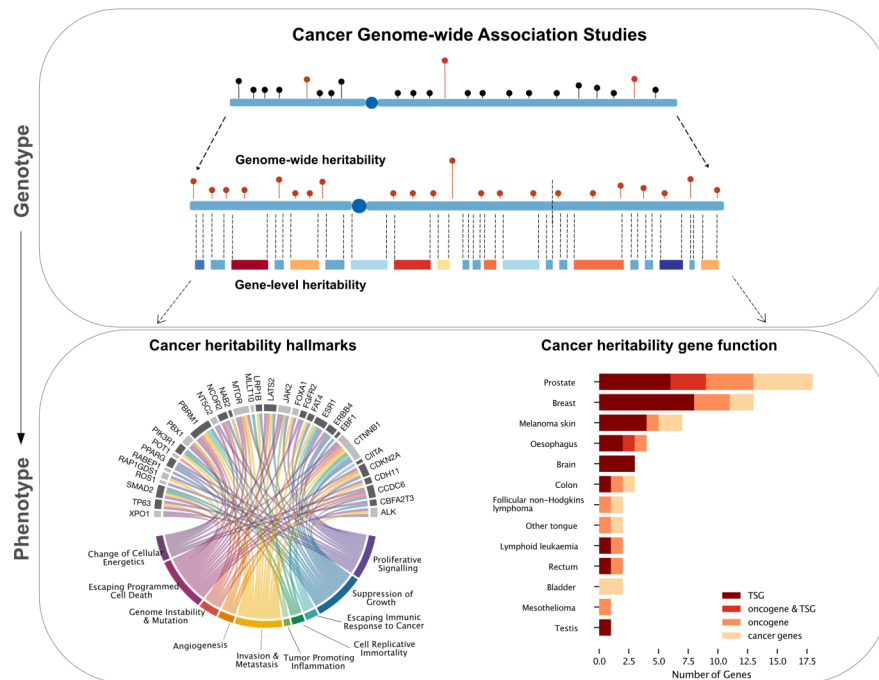 Cancer Genome-wide Association Studies
Genotype
Genome-wide heritability
Gene-level heritability
Phenotype
Cancer heritability hallmarks
XPO1
TP63
SMAD2
ROS1
RAP1GDS1
RABEP1
PPARG
POT1
PIK3R1
PBX1
PBRM1
NT5C2
NCOR2
NAB2
MTOR
MLLT10
LRP1B
LATS2
JAK2
FOXA1
FGFR2
FAT4
ESR1
ERBB4
EBF1
CTNNB1
CIITA
CDKN2A
CDH11
CCDC6
CBFA2T3
ALK
Change of Cellular
Energetics
Escaping Programmed
Cell Death
Genome Instability
& Mutation
Angiogenesis
Invasion &
Metastasis
Tumor Promoting
Inflammation
Cell Replicative
Immortality
Escaping Immunic
Response to Cancer
Suppression of
Growth
Proliferative
Signalling
Cancer heritability gene function
Prostate
Breast
Melanoma skin
Oesophagus
Brain
Colon
Follicular non-Hodgkins
lymphoma
Other tongue
Lymphoid leukaemia
Rectum
Bladder
Mesothelioma
Testis
TSG
oncogene & TSG
oncogene
cancer genes
0.0 2.5 5.0 7.5 10.0 12.5 15.0 17.5
Number of Genes